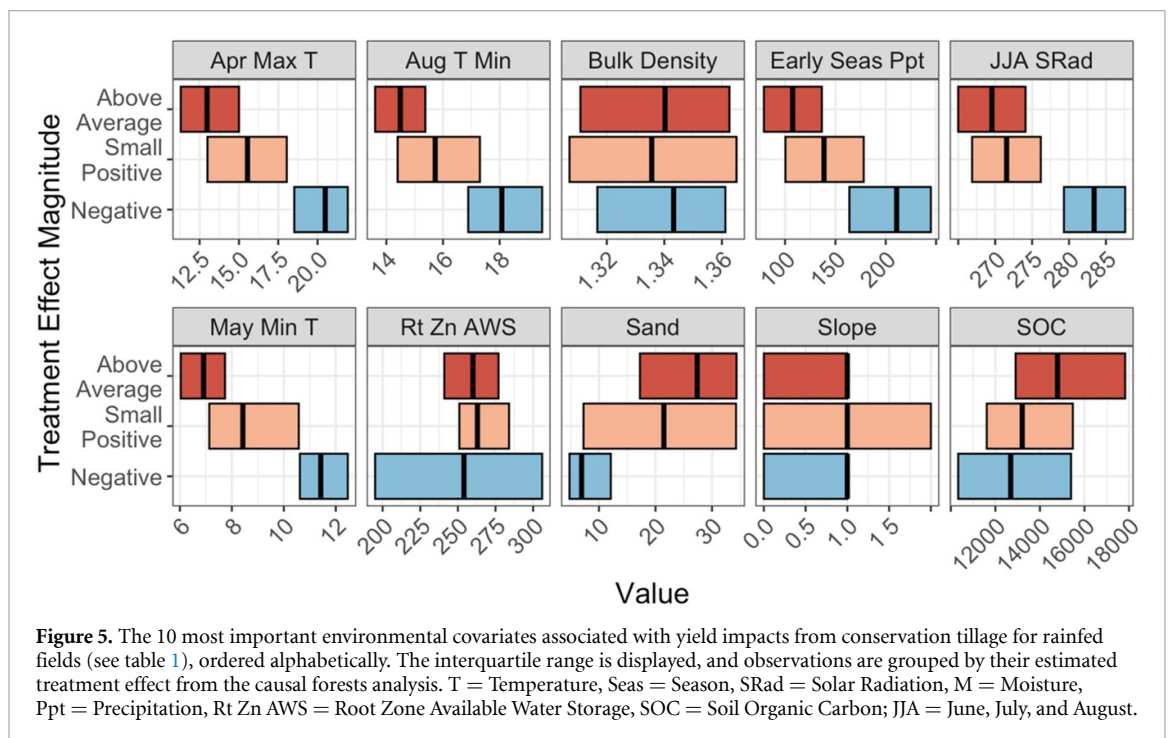 Apr Max T Aug T Min Bulk Density Early Seas Ppt JJA SRad
Above
Average
Small
Positive
Negative
12.5 15.0 17.5 20.0 14 16 18 1.32 1.34 1.36 100 150 200 270 275 280 285
Treatment Effect Magnitude
May Min T Rt Zn AWS Sand Slope SOC
Above
Average
Small
Positive
Negative
6 8 10 12 200 225 250 275 300 10 20 30 0.0 0.5 1.0 1.5 12000 14000 16000 18000
Value
Figure 5. The 10 most important environmental covariates associated with yield impacts from conservation tillage for rainfed
fields (see table 1), ordered alphabetically. The interquartile range is displayed, and observations are grouped by their estimated
treatment effect from the causal forests analysis. T = Temperature, Seas = Season, SRad = Solar Radiation, M = Moisture,
Ppt = Precipitation, Rt Zn AWS = Root Zone Available Water Storage, SOC = Soil Organic Carbon; JJA = June, July, and August.